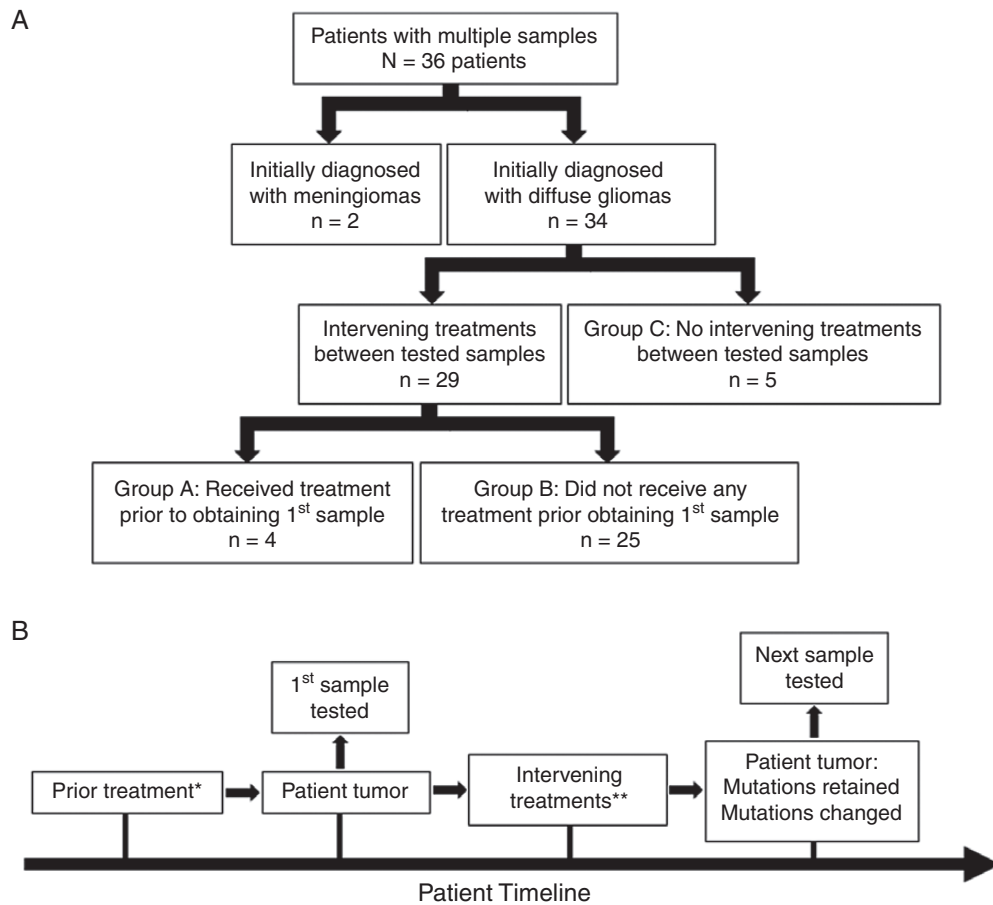 A
Patients with multiple samples
N = 36 patients
Initially diagnosed
with meningiomas
n = 2
Initially diagnosed
with diffuse gliomas
n = 34
Intervening treatments
between tested samples
n = 29
Group C: No intervening treatments
between tested samples
n = 5
Group A: Received treatment
prior to obtaining 1st sample
n = 4
Group B: Did not receive any
treatment prior obtaining 1st sample
n = 25
B
1st sample
tested
Next sample
tested
Prior treatment*
Patient tumor
Intervening
treatments**
Patient tumor:
Mutations retained
Mutations changed
Patient Timeline